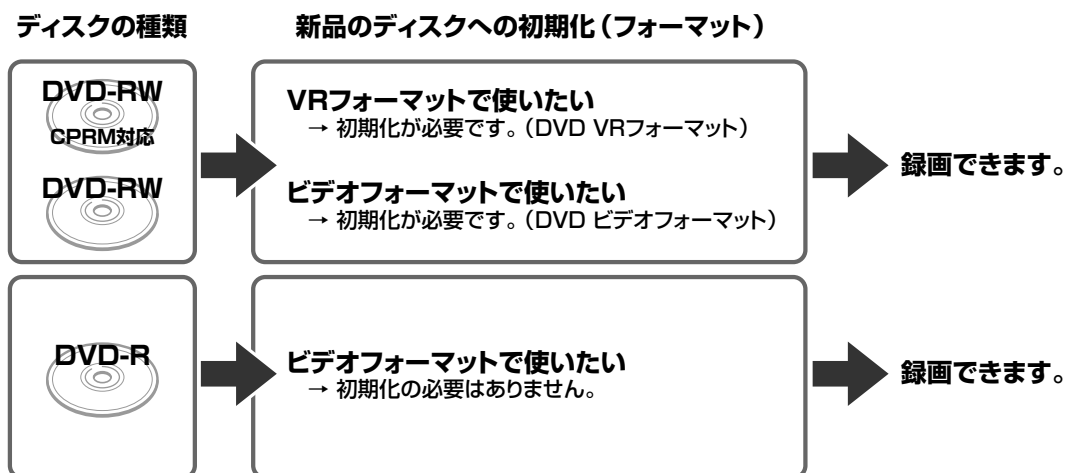 ディスクの種類
新品のディスクへの初期化（フォーマット）
DVD-RW
CPRM対応
DVD-RW
VRフォーマットで使いたい
→ 初期化が必要です。（DVD VRフォーマット）
ビデオフォーマットで使いたい
→ 初期化が必要です。（DVD ビデオフォーマット）
録画できます。
DVD-R
ビデオフォーマットで使いたい
→ 初期化の必要はありません。
録画できます。